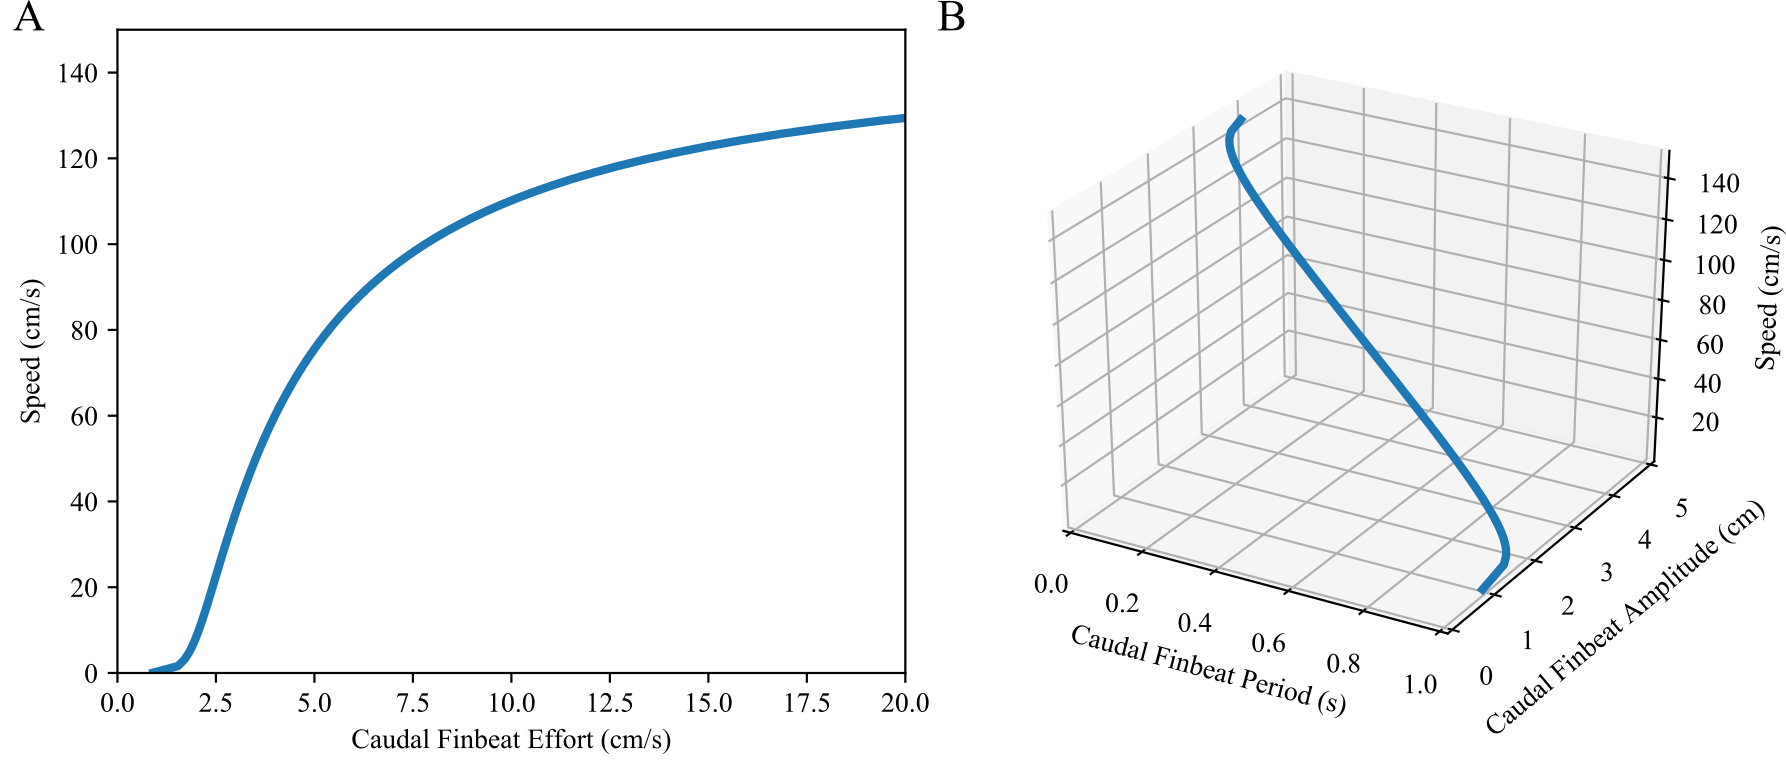 A
140
120
100
80
60
40
20
0
Speed (cm/s)
0.0 2.5 5.0 7.5 10.0 12.5 15.0 17.5 20.0
Caudal Finbeat Effort (cm/s)
B
140
120
100
80
60
40
20
Speed (cm/s)
0.0 0.2 0.4 0.6 0.8 1.0
Caudal Finbeat Period (s)
0 1 2 3 4 5
Caudal Finbeat Amplitude (cm)